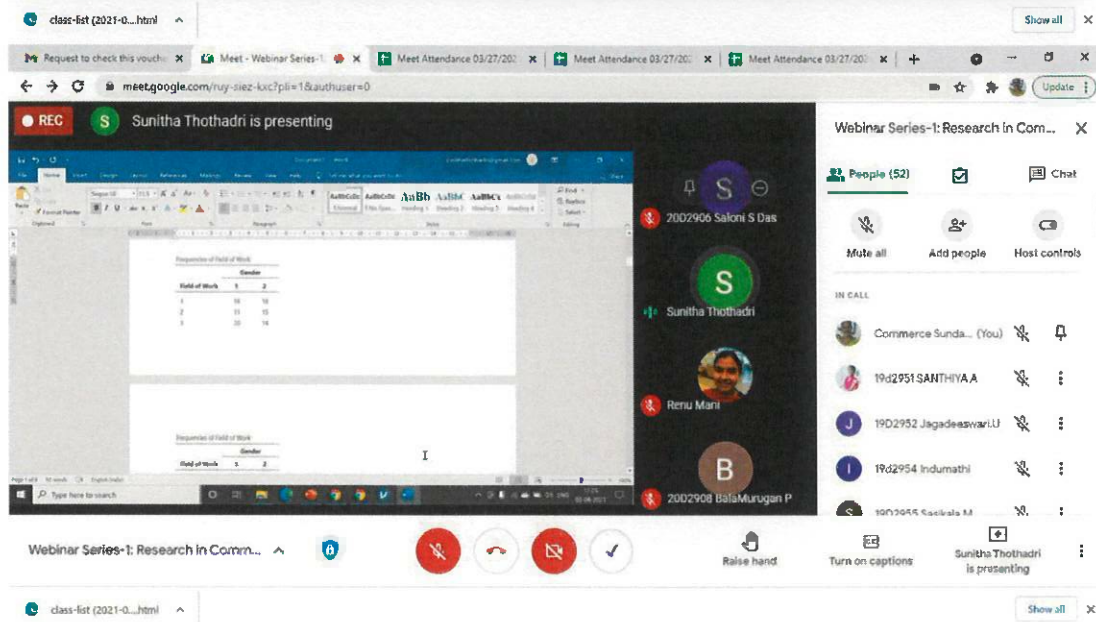 class-list (2021-0....html
Show all
Request to check this vouche
Meet - Webinar Series-1
Meet Attendance 03/27/202
Meet Attendance 03/27/202
Meet Attendance 03/27/202
meet.google.com/ruy-siez-kxc?pli=1&authuser=0
Update
REC
S
Sunitha Thothadri is presenting
Webinar Series-1: Research in Com...
People (52)
Chat
Mute all
Add people
Host controls
IN CALL
Commerce Sunda... (You)
19d2951 SANTHIYA A
J
19D2952 Jagadeeswari.U
I
19d2954 Indumathi
S
19D2955 Sasikala M
S
20D2906 Saloni S Das
S
Sunitha Thothadri
Renu Mani
B
20D2908 BalaMurugan P
Frequencies of Field of Work
Gender
Field of Work 1 2
Frequencies of Field of Work
Gender
Field of Work 1 2
Type here to search
Webinar Series-1: Research in Comm...
Raise hand
Turn on captions
Sunitha Thothadri
is presenting
class-list (2021-0....html
Show all